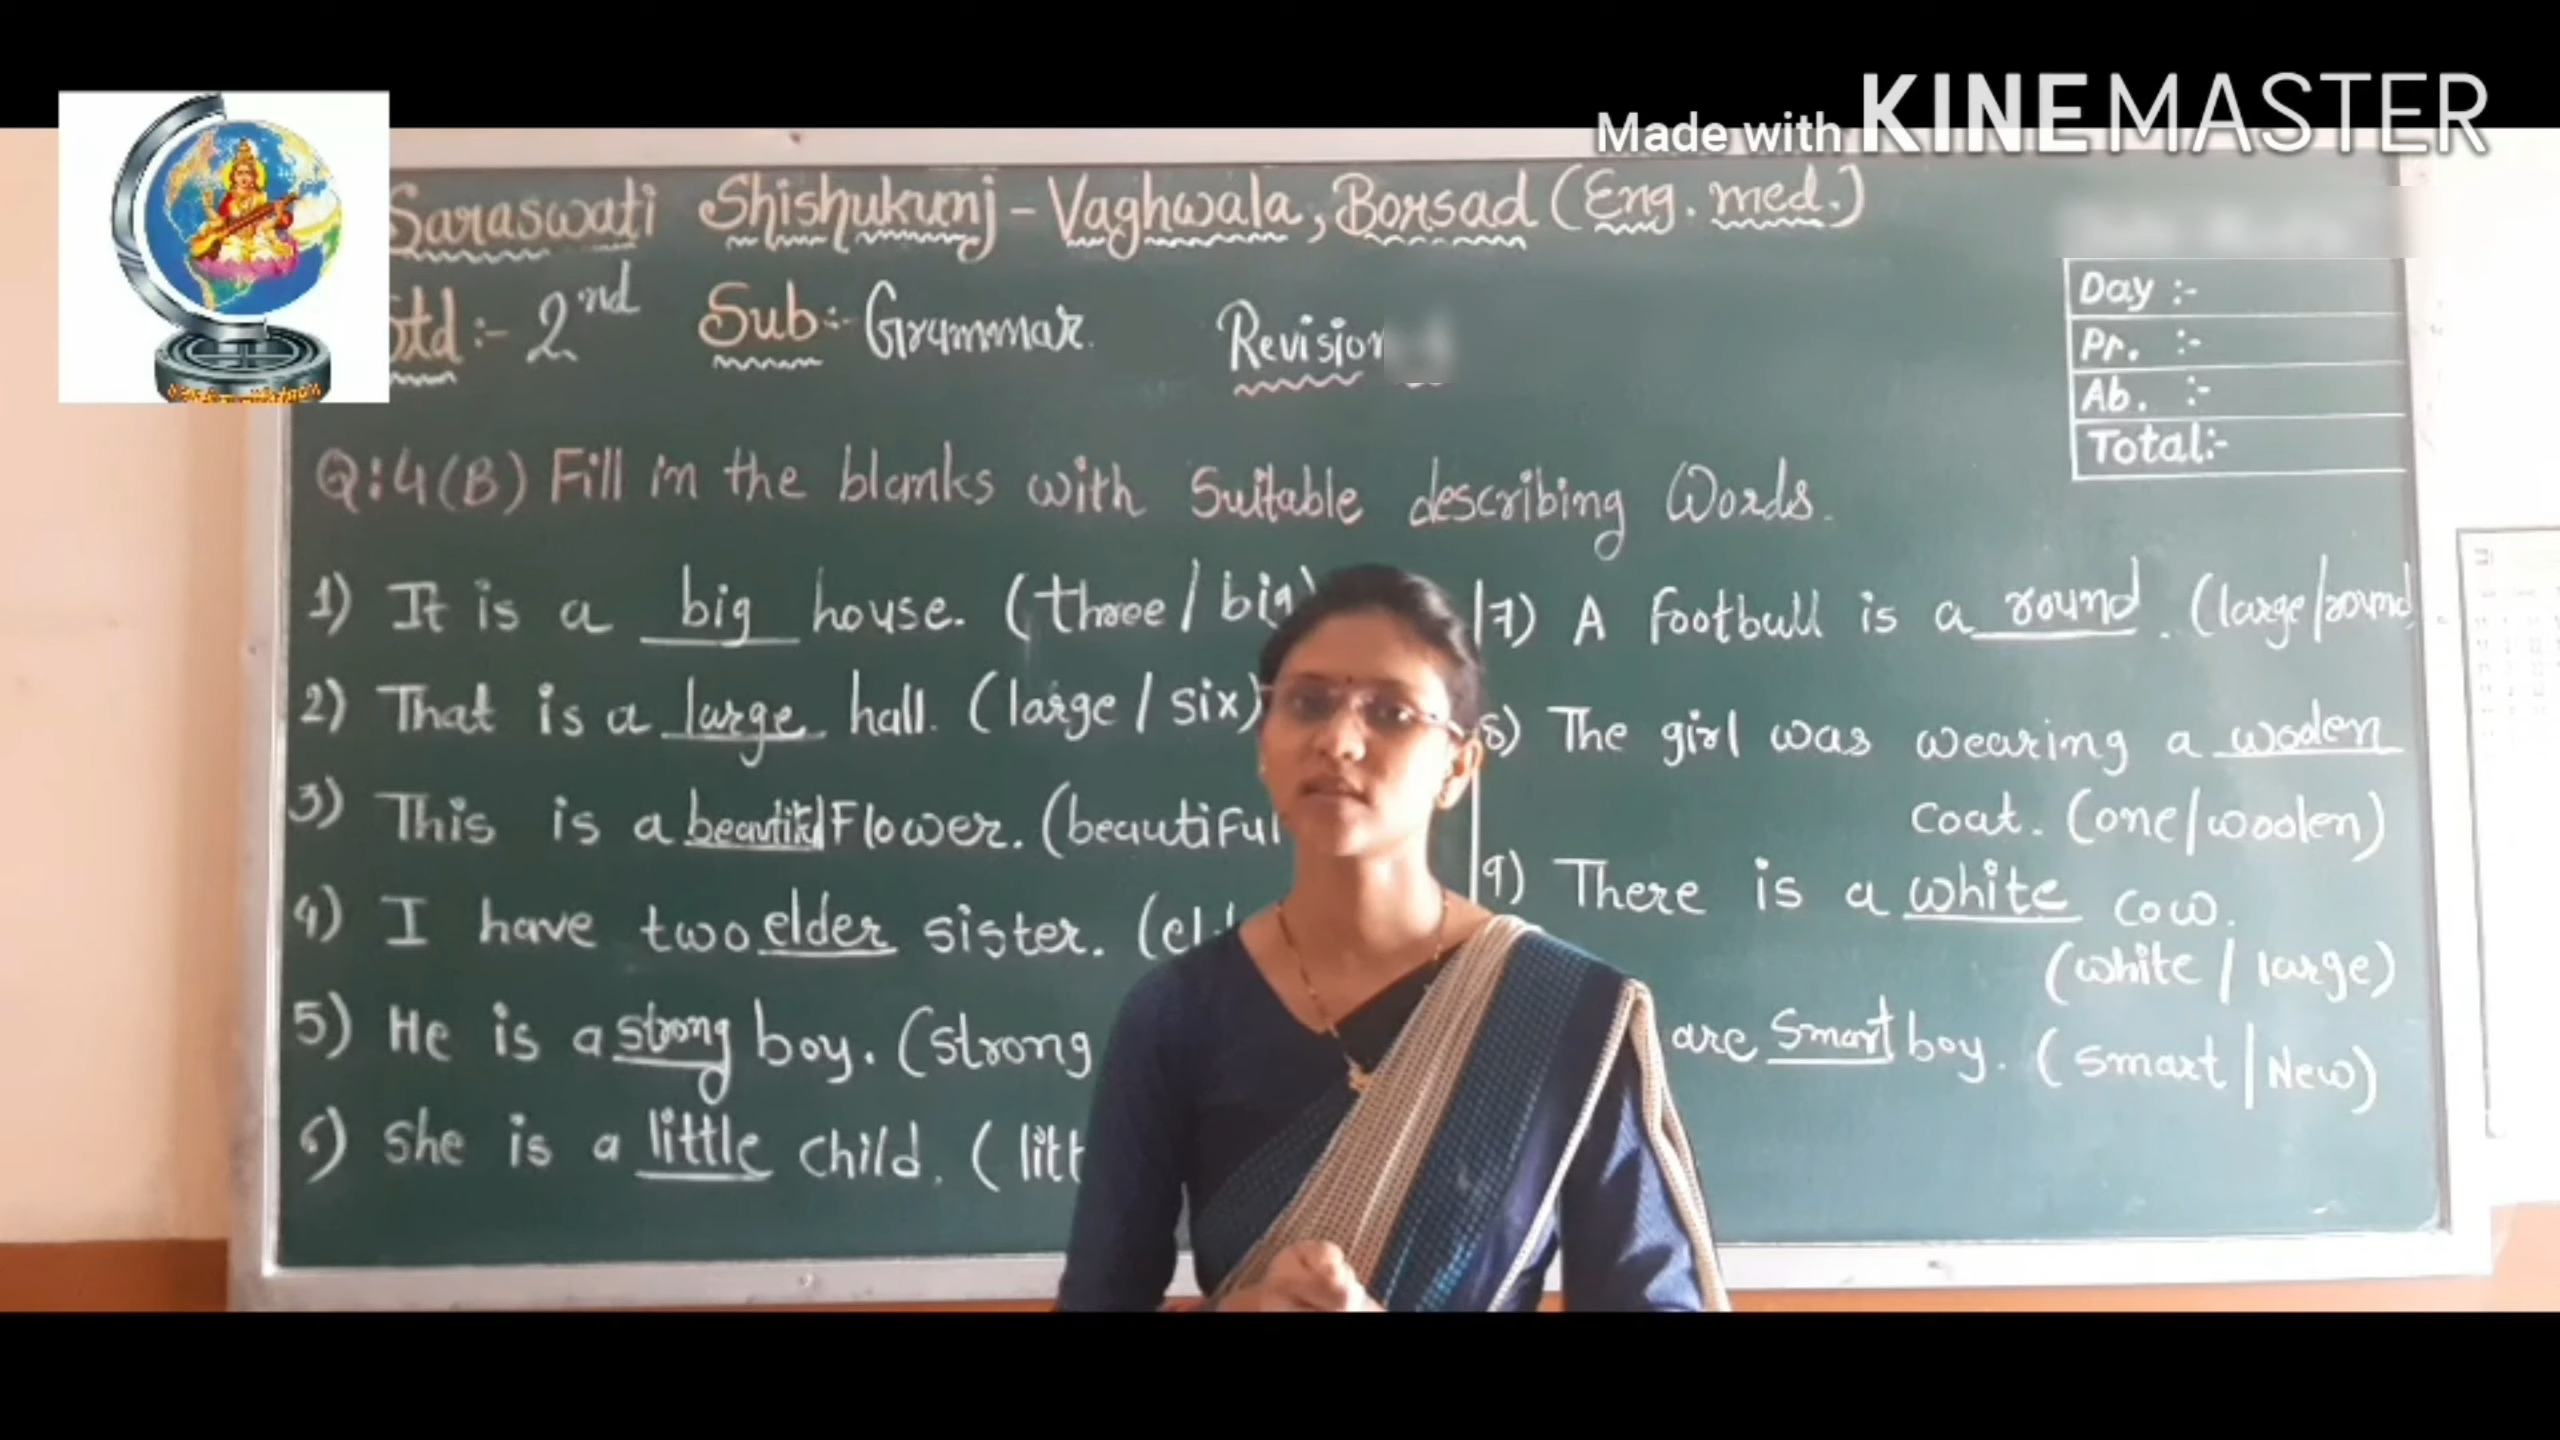 Made with KINEMASTER
Saraswati Shishukunj - Vaghwala, Borsad (Eng. med.)
Std :- 2nd Sub :- Grammar. Revision
Day :-
Pr. :-
Ab. :-
Total:-
Q:4(B) Fill in the blanks with Suitable describing Words.
1) It is a big house. (three / big)
2) That is a large hall. (large / six)
3) This is a beautiful Flower. (beautiful
4) I have two elder sister. (el
5) He is a strong boy. (strong
6) She is a little child. (litt
7) A football is a round. (large/round)
8) The girl was wearing a woolen
coat. (one/woolen)
9) There is a white cow.
(white / large)
are smart boy. (smart / New)